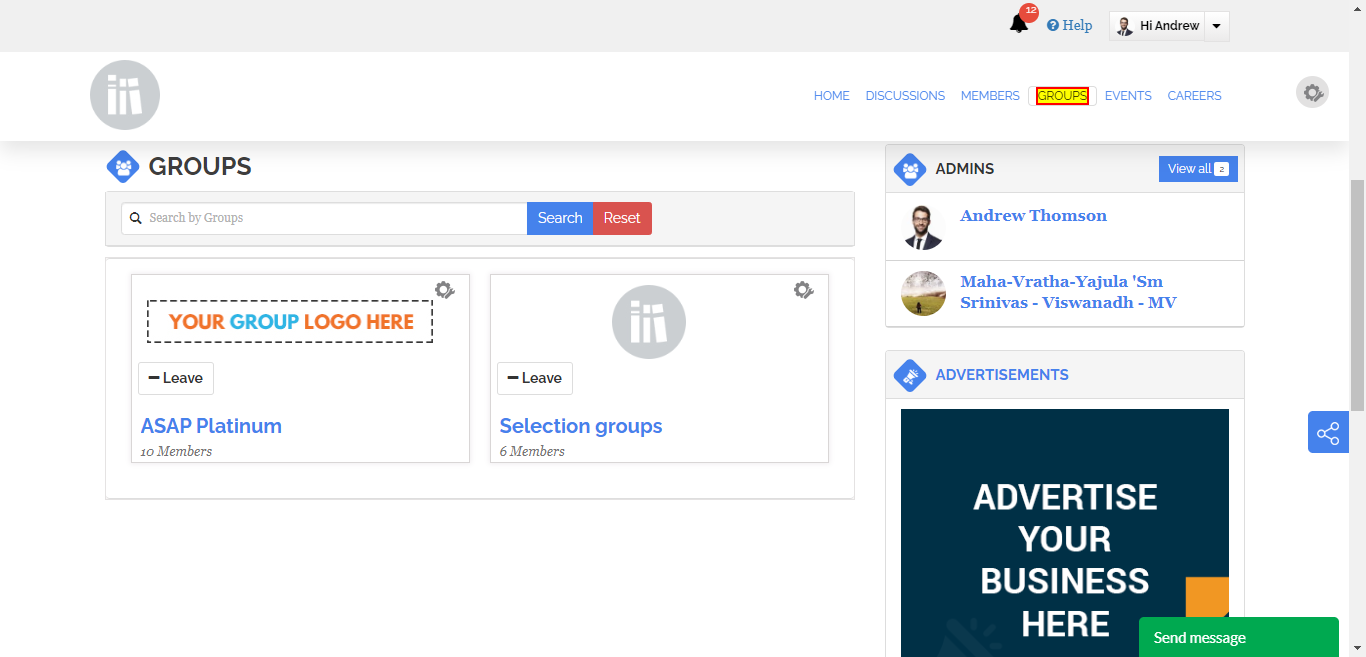 12
Help
Hi Andrew
HOME DISCUSSIONS MEMBERS GROUPS EVENTS CAREERS
GROUPS
Search by Groups
Search
Reset
YOUR GROUP LOGO HERE
Leave
ASAP Platinum
10 Members
Leave
Selection groups
6 Members
ADMINS
View all 2
Andrew Thomson
Maha-Vratha-Yajula 'Sm
Srinivas - Viswanadh - MV
ADVERTISEMENTS
ADVERTISE
YOUR
BUSINESS
HERE
Send message